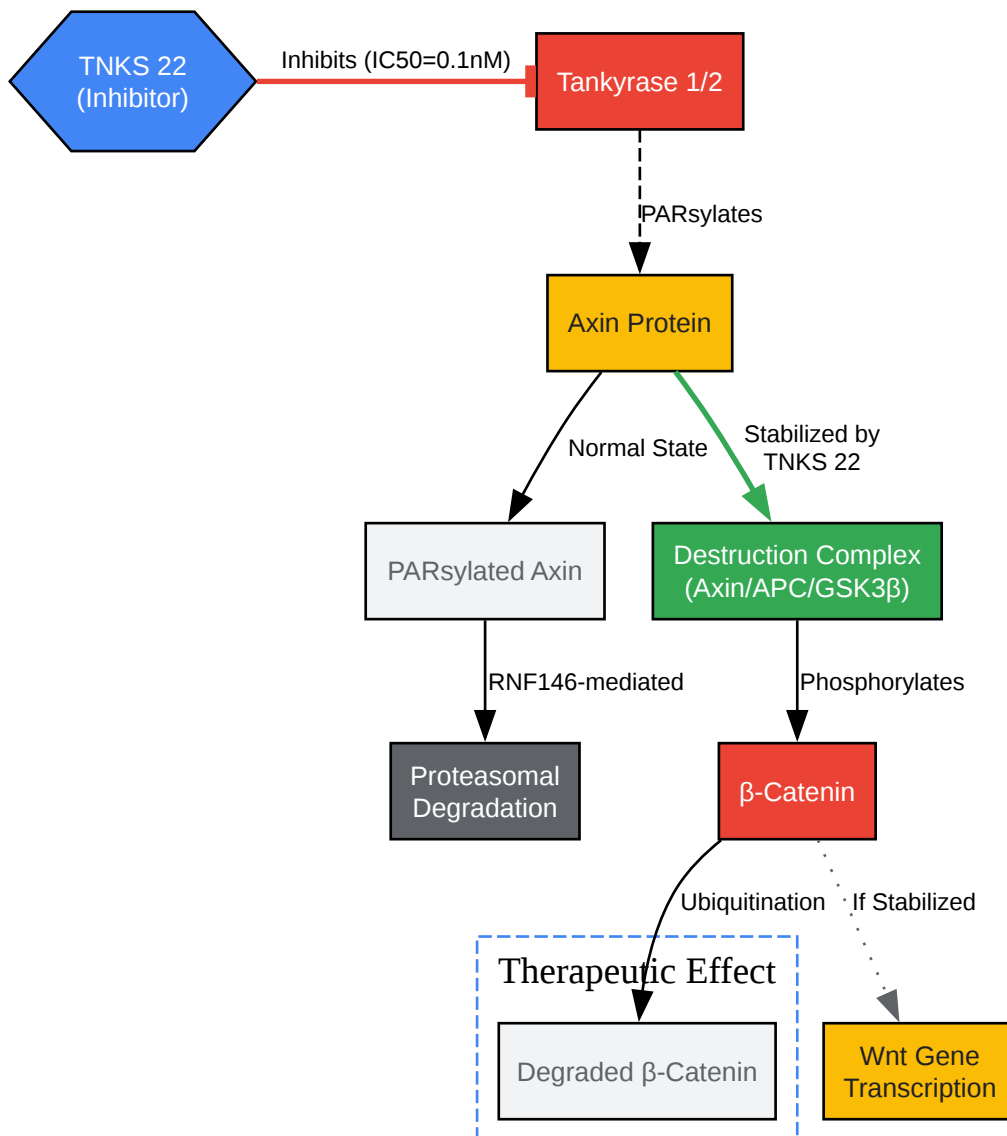 TNKS 22
(Inhibitor)
Inhibits (IC50=0.1nM)
Tankyrase 1/2
PARsylates
Axin Protein
Normal State
Stabilized by
TNKS 22
PARsylated Axin
Destruction Complex
(Axin/APC/GSK3β)
RNF146-mediated
Phosphorylates
Proteasomal
Degradation
β-Catenin
Ubiquitination
If Stabilized
Therapeutic Effect
Degraded β-Catenin
Wnt Gene
Transcription